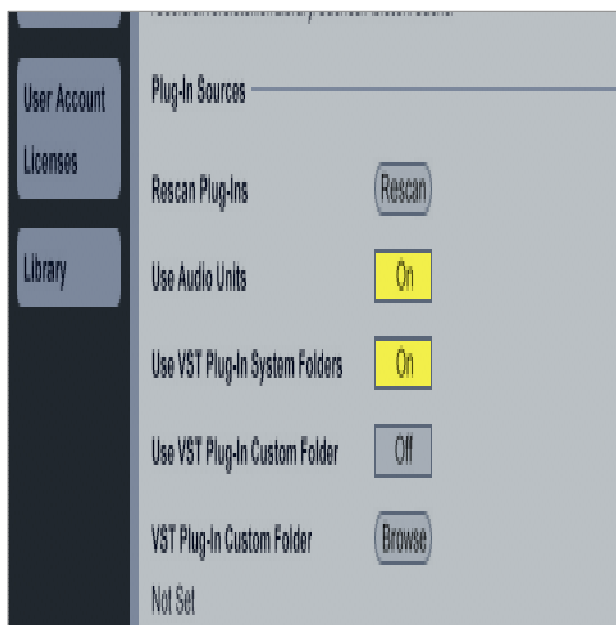 User Account
Licenses
Library
Plug-In Sources
Rescan Plug-Ins Rescan
Use Audio Units On
Use VST Plug-In System Folders On
Use VST Plug-In Custom Folder Off
VST Plug-In Custom Folder Browse
Not Set